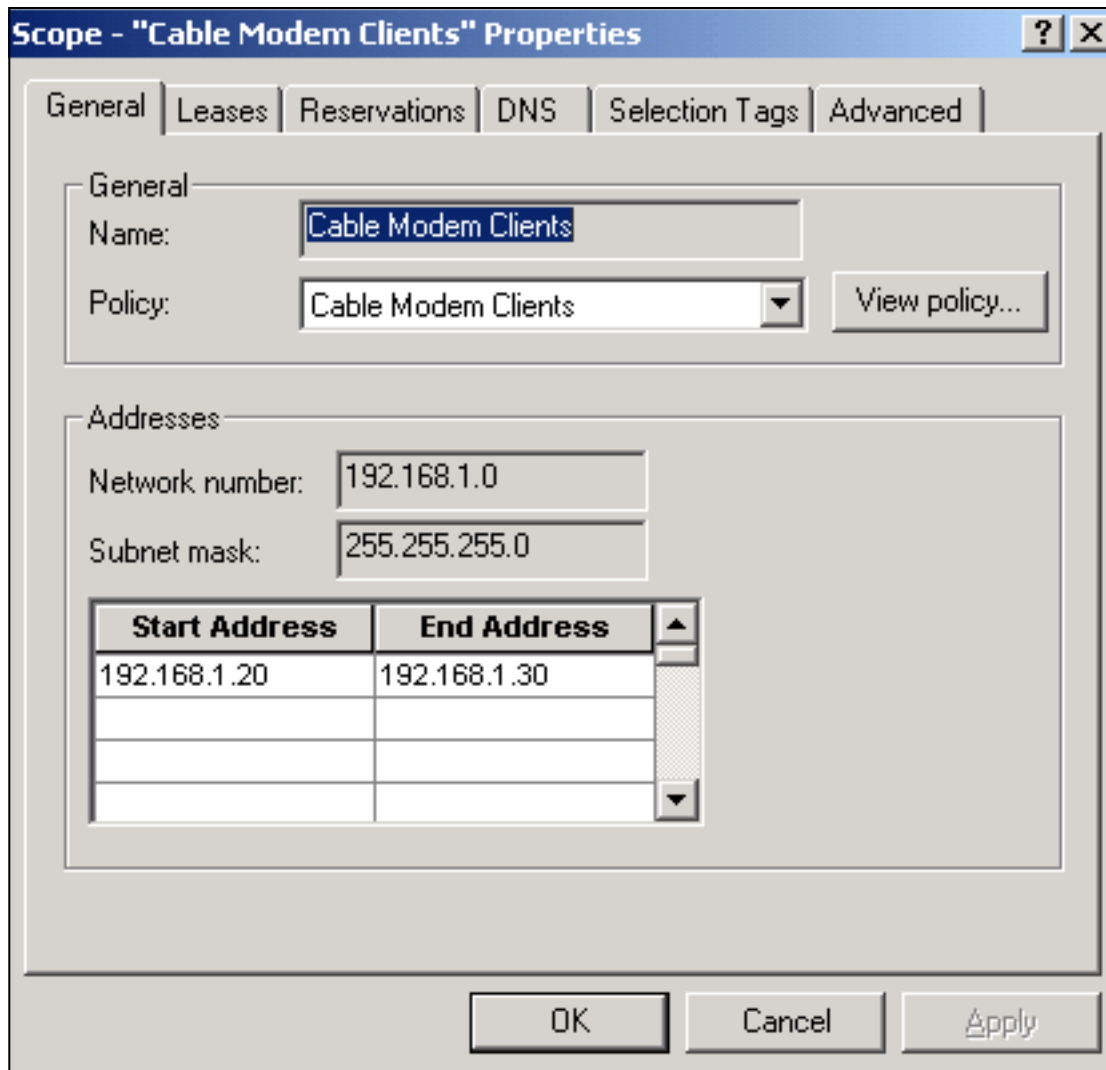 Scope - "Cable Modem Clients" Properties
General Leases Reservations DNS Selection Tags Advanced
General
Name: Cable Modem Clients
Policy: Cable Modem Clients View policy...
Addresses
Network number: 192.168.1.0
Subnet mask: 255.255.255.0
Start Address End Address
192.168.1.20 192.168.1.30
OK Cancel Apply